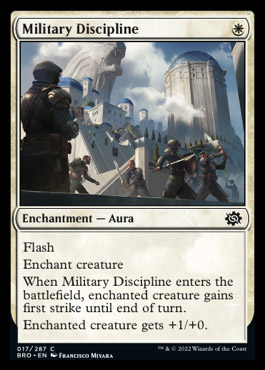 Military Discipline
Enchantment — Aura
Flash
Enchant creature
When Military Discipline enters the
battlefield, enchanted creature gains
first strike until end of turn.
Enchanted creature gets +1/+0.
017/287 C
BRO • EN Francisco Miyara
™ & © 2022 Wizards of the Coast